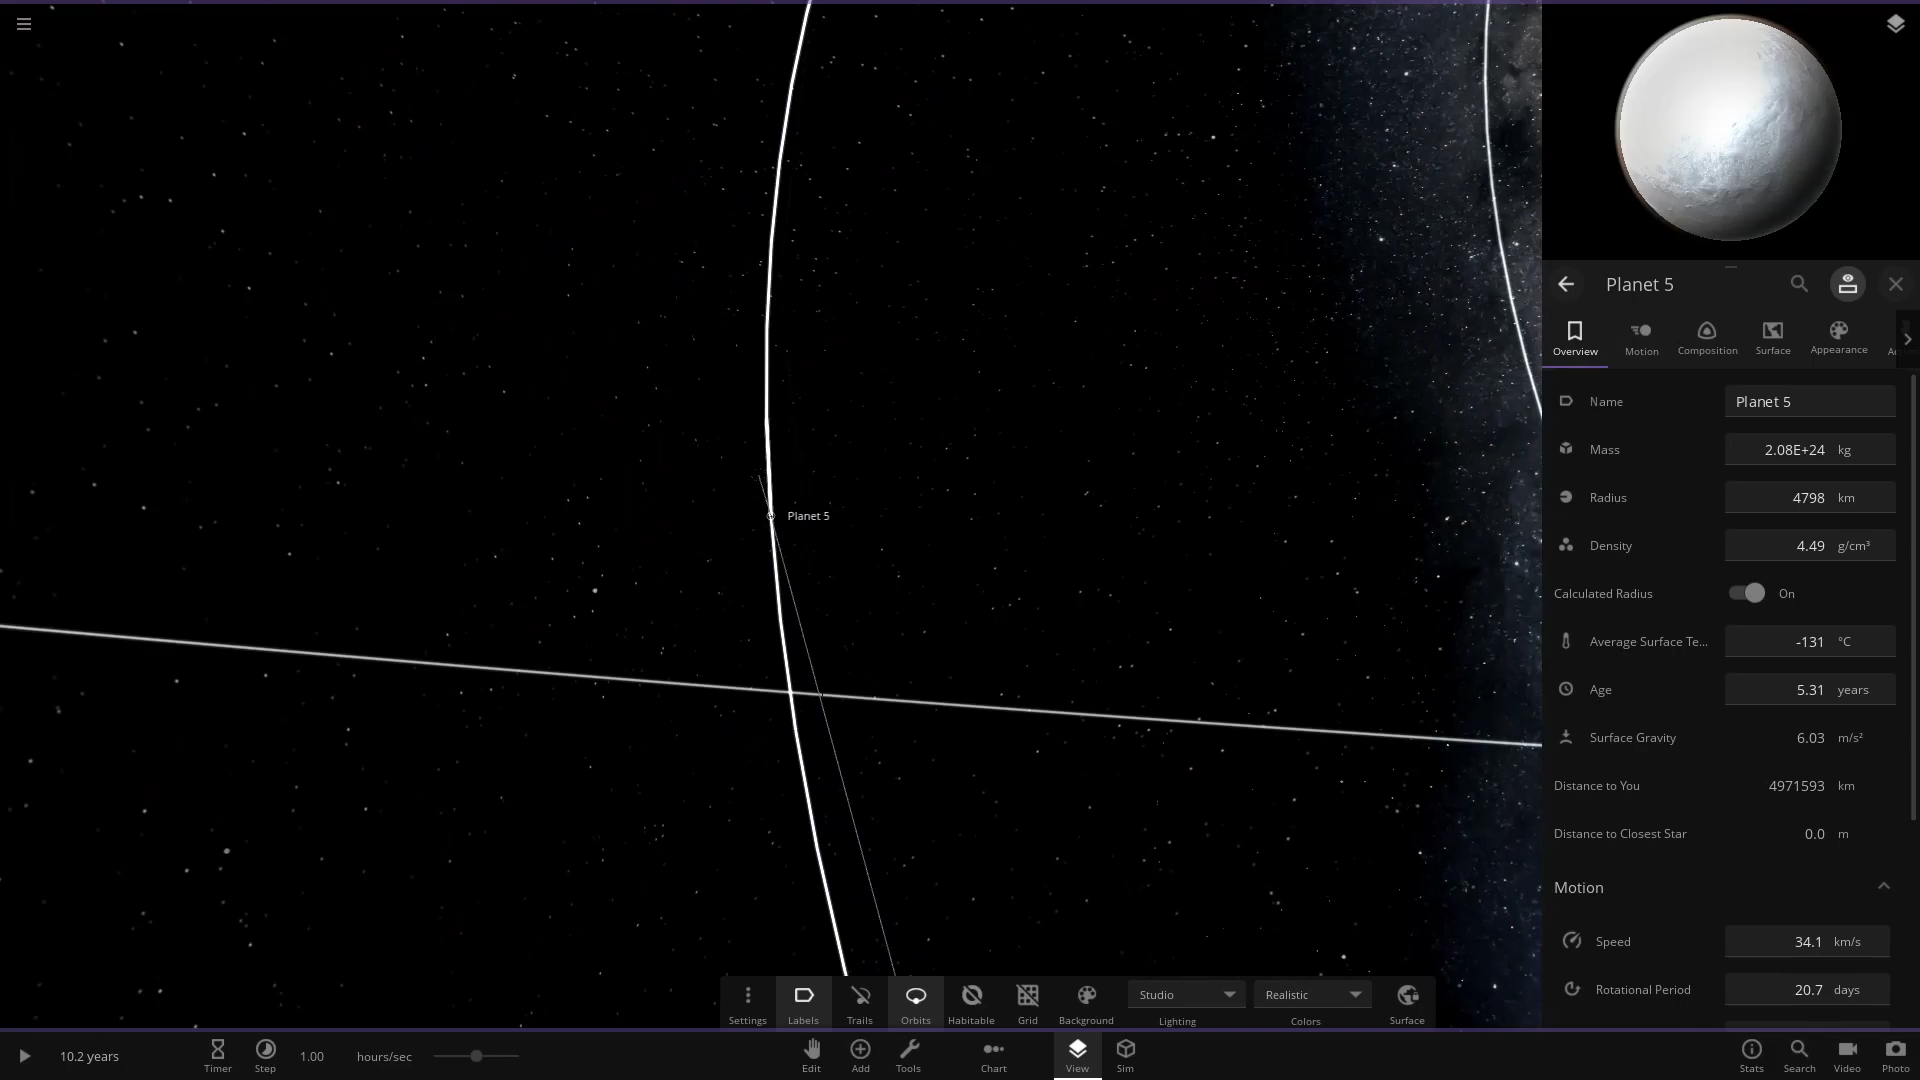 Planet 5
Planet 5
Overview
Motion
Composition
Surface
Appearance
Name
Planet 5
Mass
2.08E+24 kg
Radius
4798 km
Density
4.49 g/cm³
Calculated Radius
On
Average Surface Te...
-131 °C
Age
5.31 years
Surface Gravity
6.03 m/s²
Distance to You
4971593 km
Distance to Closest Star
0.0 m
Motion
Speed
34.1 km/s
Rotational Period
20.7 days
Settings
Labels
Trails
Orbits
Habitable
Grid
Background
Studio
Lighting
Realistic
Colors
Surface
10.2 years
Timer
Step
1.00 hours/sec
Edit
Add
Tools
Chart
View
Sim
Stats
Search
Video
Photo